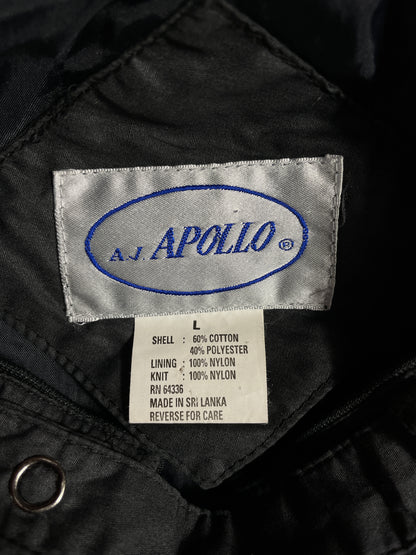 A.J. APOLLO ®
L
SHELL : 60% COTTON
40% POLYESTER
LINING : 100% NYLON
KNIT : 100% NYLON
RN 64336
MADE IN SRI LANKA
REVERSE FOR CARE